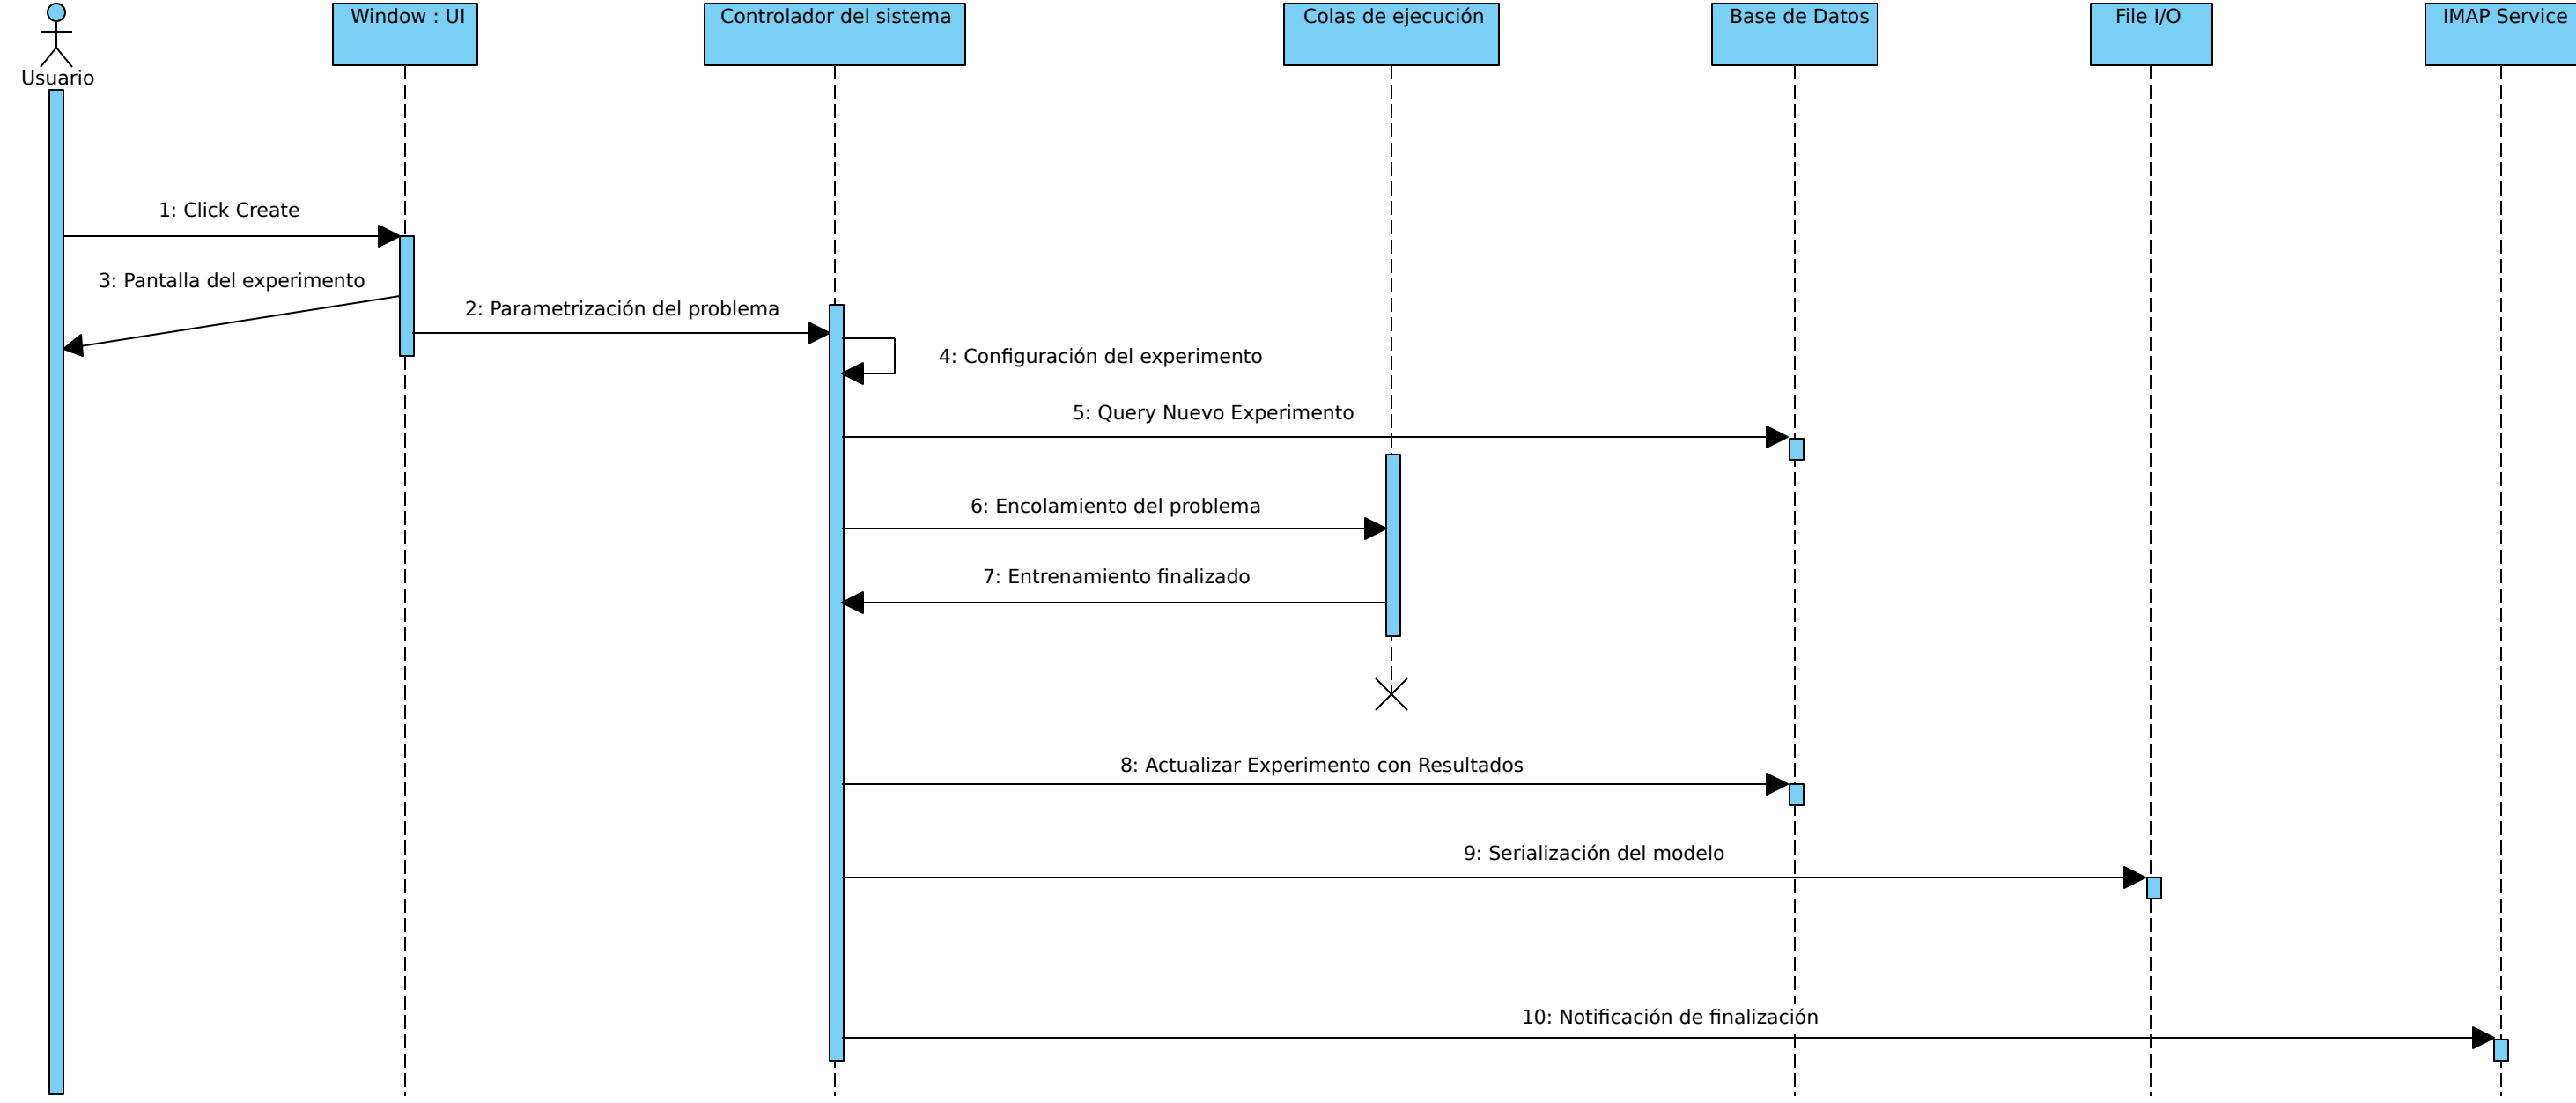 Usuario
Window : UI
Controlador del sistema
Colas de ejecución
Base de Datos
File I/O
IMAP Service
1: Click Create
3: Pantalla del experimento
2: Parametrización del problema
4: Configuración del experimento
5: Query Nuevo Experimento
6: Encolamiento del problema
7: Entrenamiento finalizado
8: Actualizar Experimento con Resultados
9: Serialización del modelo
10: Notificación de finalización